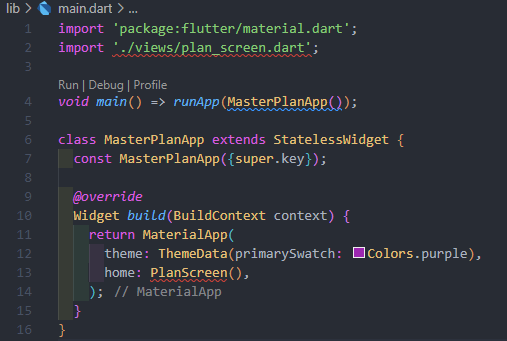 lib > main.dart > ...
1 import 'package:flutter/material.dart';
2 import './views/plan_screen.dart';
3
Run | Debug | Profile
4 void main() => runApp(MasterPlanApp());
5
6 class MasterPlanApp extends StatelessWidget {
7 const MasterPlanApp({super.key});
8
9 @override
10 Widget build(BuildContext context) {
11 return MaterialApp(
12 theme: ThemeData(primarySwatch: Colors.purple),
13 home: PlanScreen(),
14 ); // MaterialApp
15 }
16 }